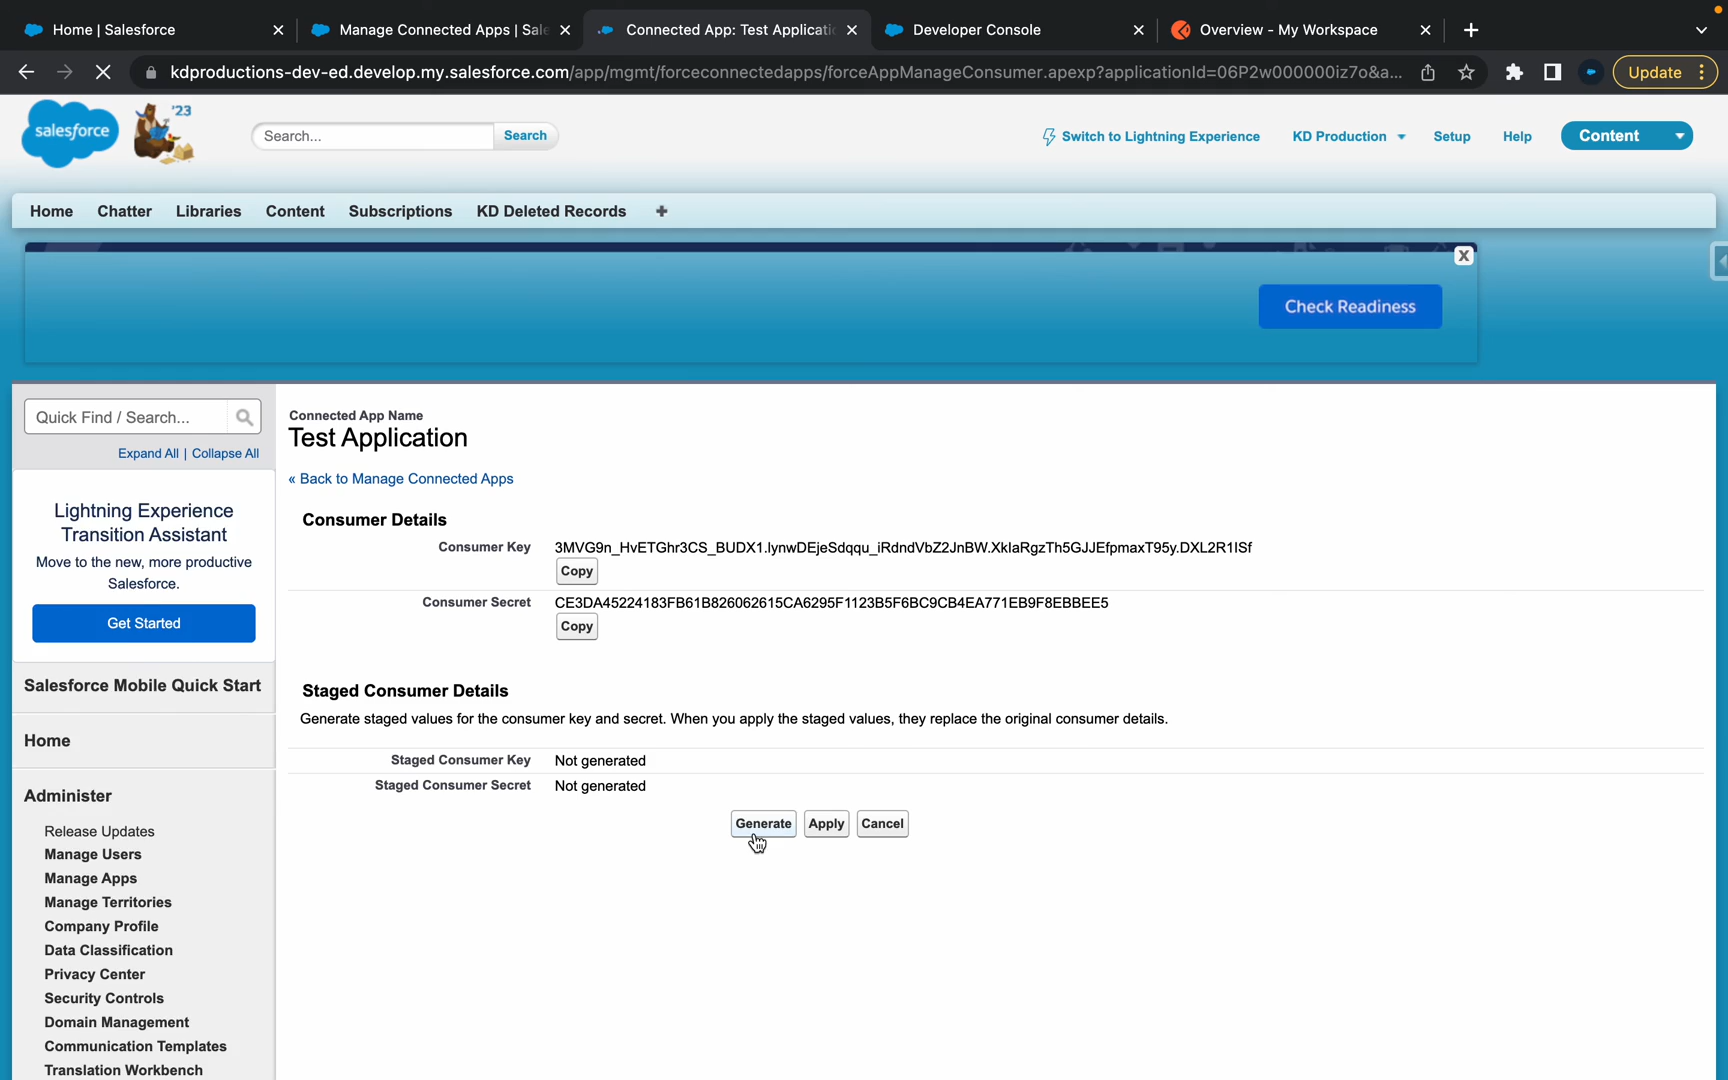 Home | Salesforce
Manage Connected Apps | Sale
Connected App: Test Applicatio
Developer Console
Overview - My Workspace
kdproductions-dev-ed.develop.my.salesforce.com/app/mgmt/forceconnectedapps/forceAppManageConsumer.apexp?applicationId=06P2w000000iz7o&a...
Update
salesforce
'23
Search...
Search
Switch to Lightning Experience
KD Production
Setup
Help
Content
Home
Chatter
Libraries
Content
Subscriptions
KD Deleted Records
+
X
Check Readiness
Quick Find / Search...
Expand All | Collapse All
Lightning Experience
Transition Assistant
Move to the new, more productive
Salesforce.
Get Started
Salesforce Mobile Quick Start
Home
Administer
Release Updates
Manage Users
Manage Apps
Manage Territories
Company Profile
Data Classification
Privacy Center
Security Controls
Domain Management
Communication Templates
Translation Workbench
Connected App Name
Test Application
« Back to Manage Connected Apps
Consumer Details
Consumer Key 3MVG9n_HvETGhr3CS_BUDX1.lynwDEjeSdqqu_iRdndVbZ2JnBW.XklaRgzTh5GJJEfpmaxT95y.DXL2R1ISf
Copy
Consumer Secret CE3DA45224183FB61B826062615CA6295F1123B5F6BC9CB4EA771EB9F8EBBEE5
Copy
Staged Consumer Details
Generate staged values for the consumer key and secret. When you apply the staged values, they replace the original consumer details.
Staged Consumer Key Not generated
Staged Consumer Secret Not generated
Generate
Apply
Cancel